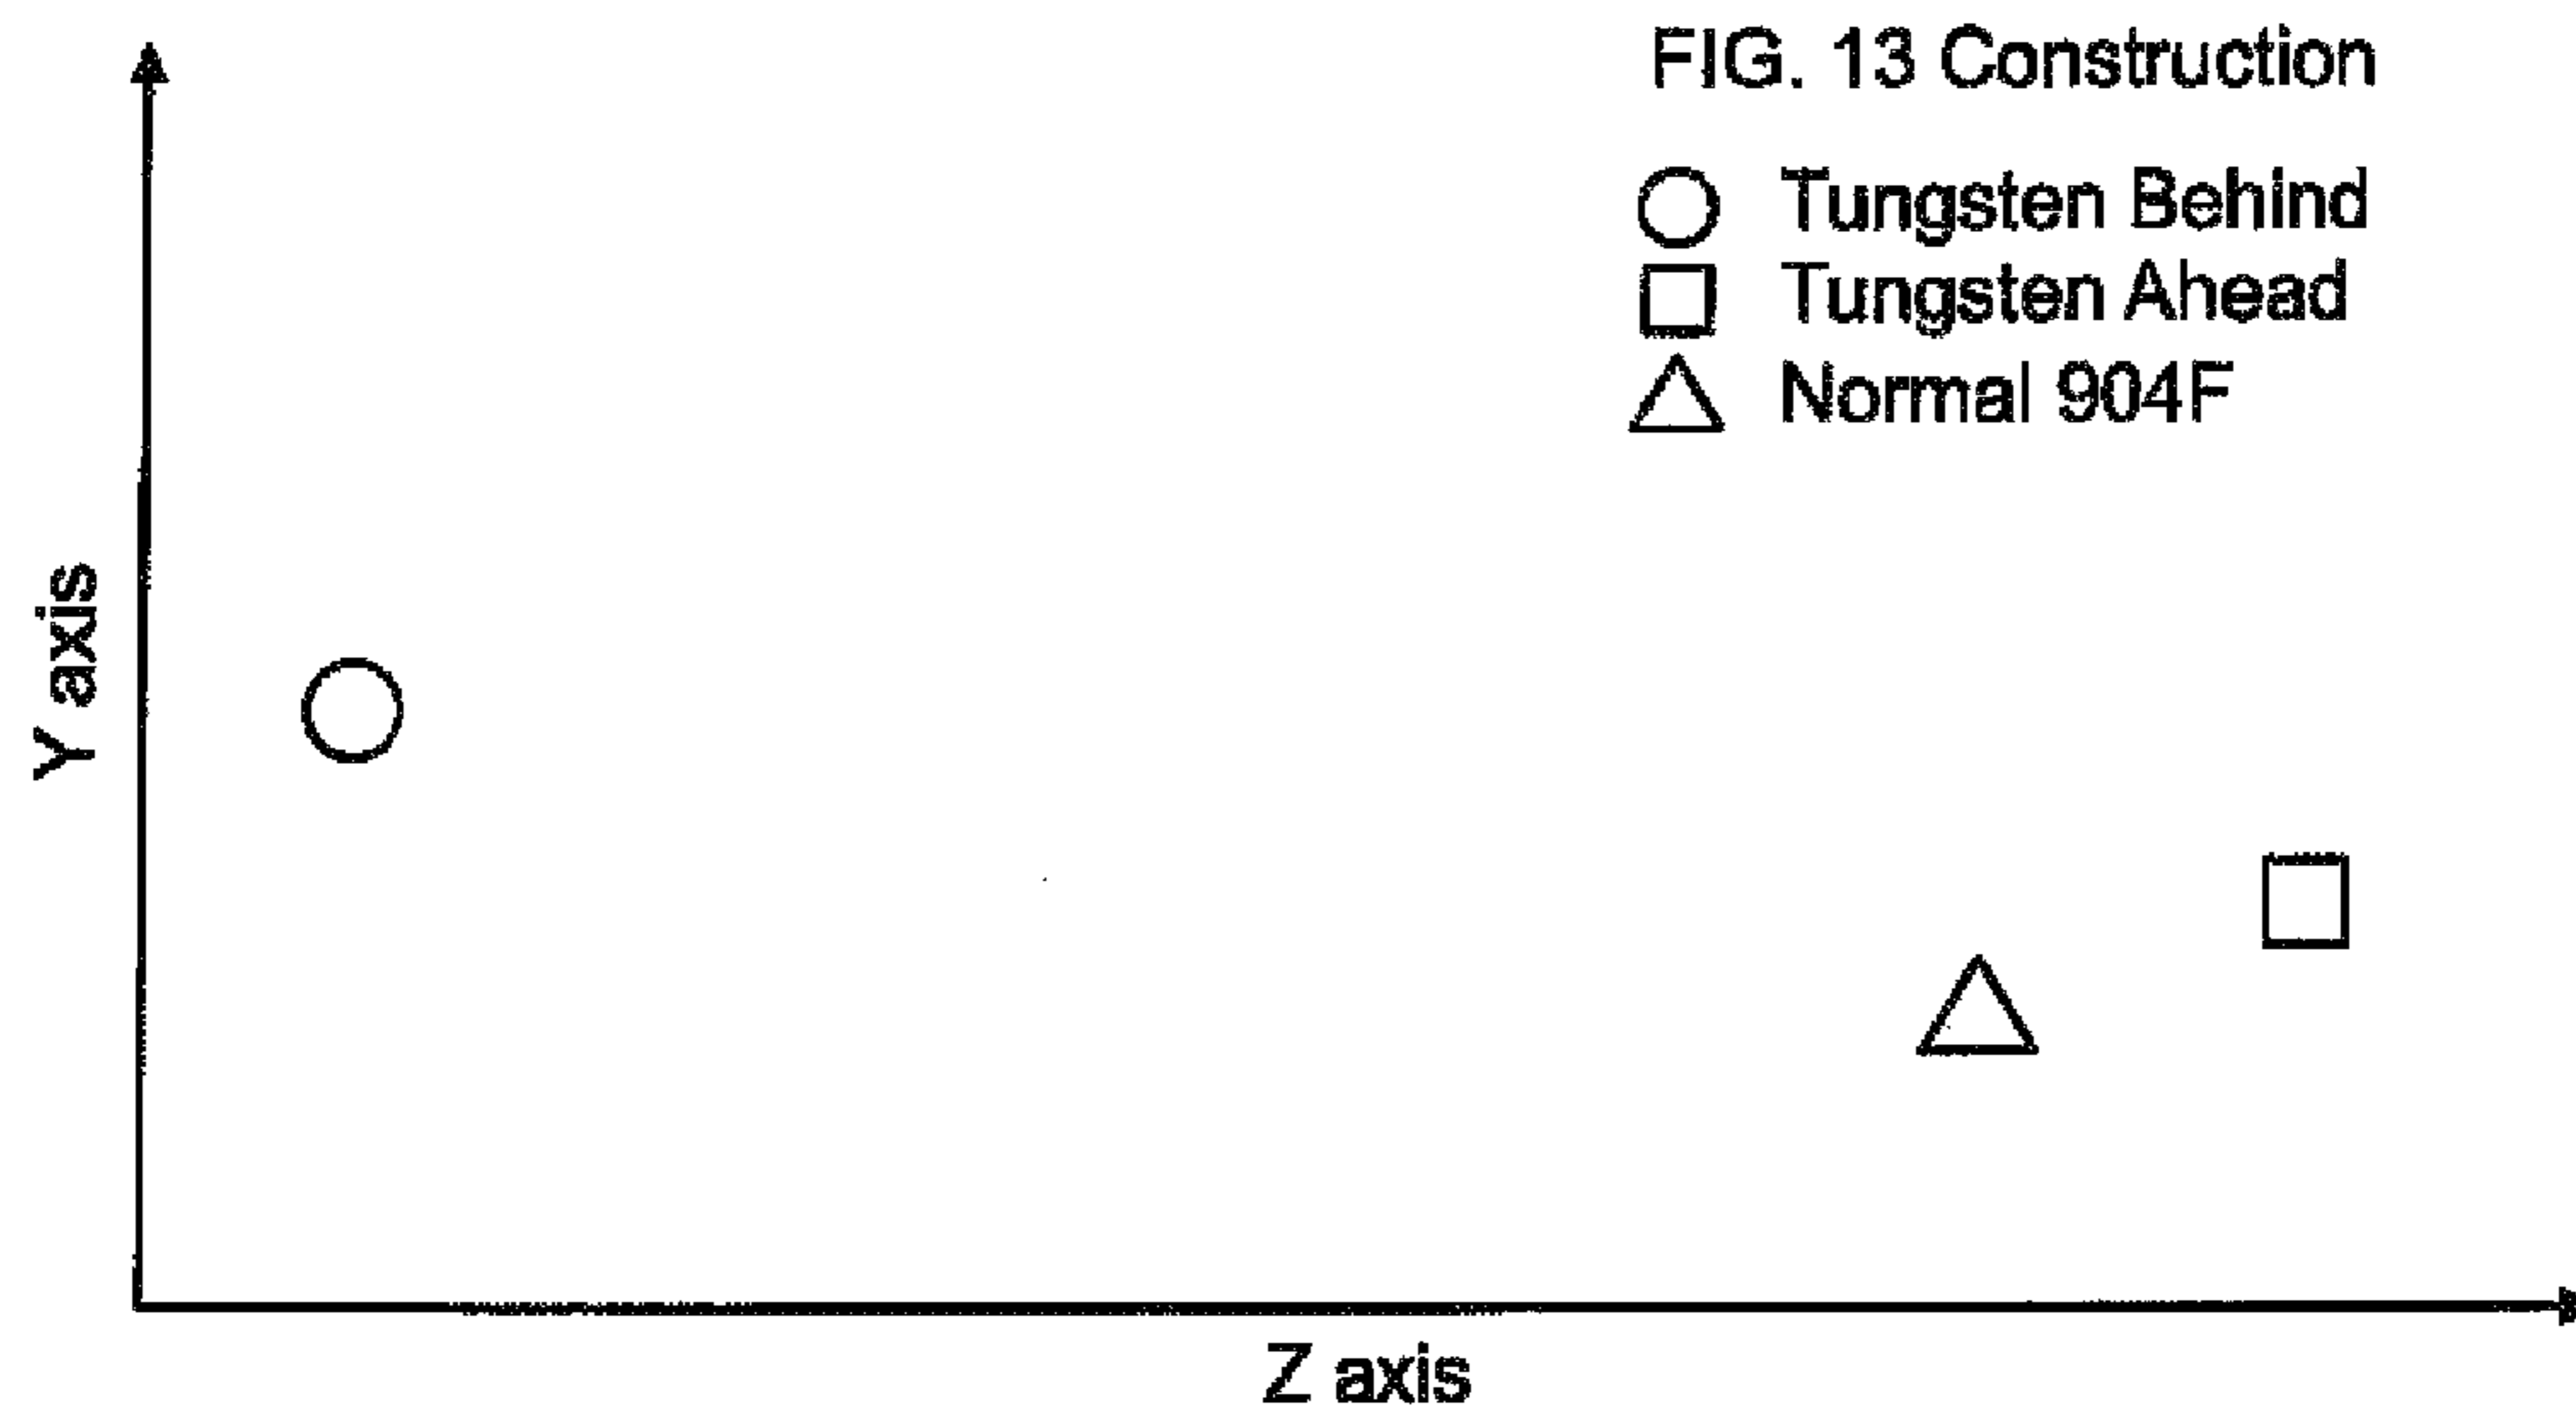 FIG. 13 Construction
Tungsten Behind
Tungsten Ahead
Normal 904F
Y axis
Z axis